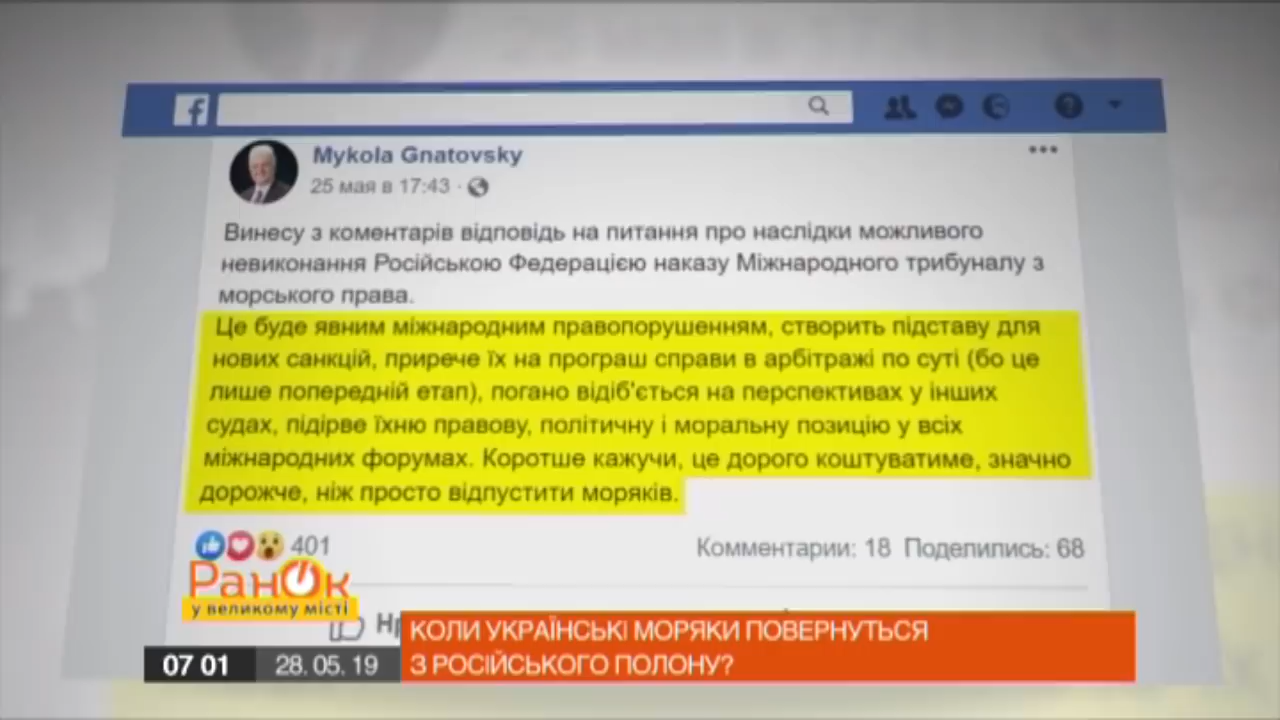 f
Mykola Gnatovsky
25 мая в 17:43
Винесу з коментарів відповідь на питання про наслідки можливого
невиконання Російською Федерацією наказу Міжнародного трибуналу з
морського права.
Це буде явним міжнародним правопорушенням, створить підставу для
нових санкцій, прирече їх на програш справи в арбітражі по суті (бо це
лише попередній етап), погано відіб'ється на перспективах у інших
судах, підірве їхню правову, політичну і моральну позицію у всіх
міжнародних форумах. Коротше кажучи, це дорого коштуватиме, значно
дорожче, ніж просто відпустити моряків.
401
Комментарии: 18 Поделились: 68
Ранок
у великому місті
КОЛИ УКРАЇНСЬКІ МОРЯКИ ПОВЕРНУТЬСЯ
З РОСІЙСЬКОГО ПОЛОНУ?
07 01 28. 05. 19